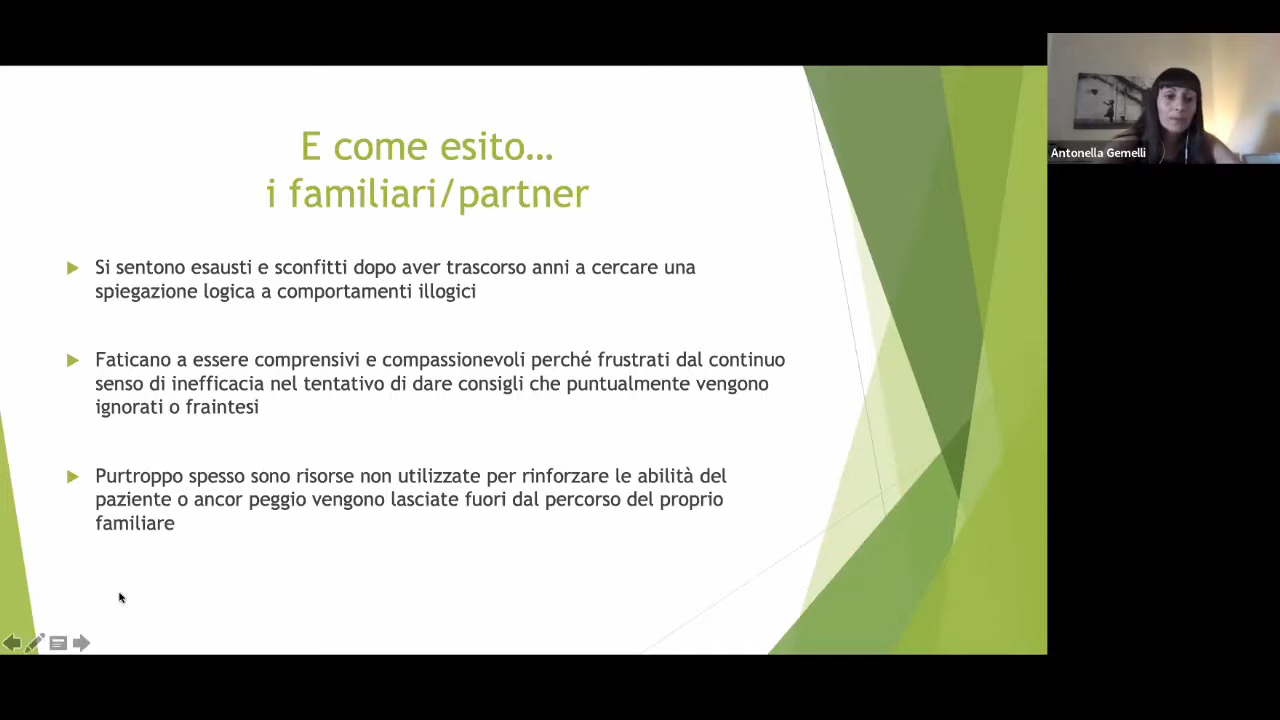 E come esito…
i familiari/partner
Si sentono esausti e sconfitti dopo aver trascorso anni a cercare una
spiegazione logica a comportamenti illogici
Faticano a essere comprensivi e compassionevoli perché frustrati dal continuo
senso di inefficacia nel tentativo di dare consigli che puntualmente vengono
ignorati o fraintesi
Purtroppo spesso sono risorse non utilizzate per rinforzare le abilità del
paziente o ancor peggio vengono lasciate fuori dal percorso del proprio
familiare
Antonella Gemelli